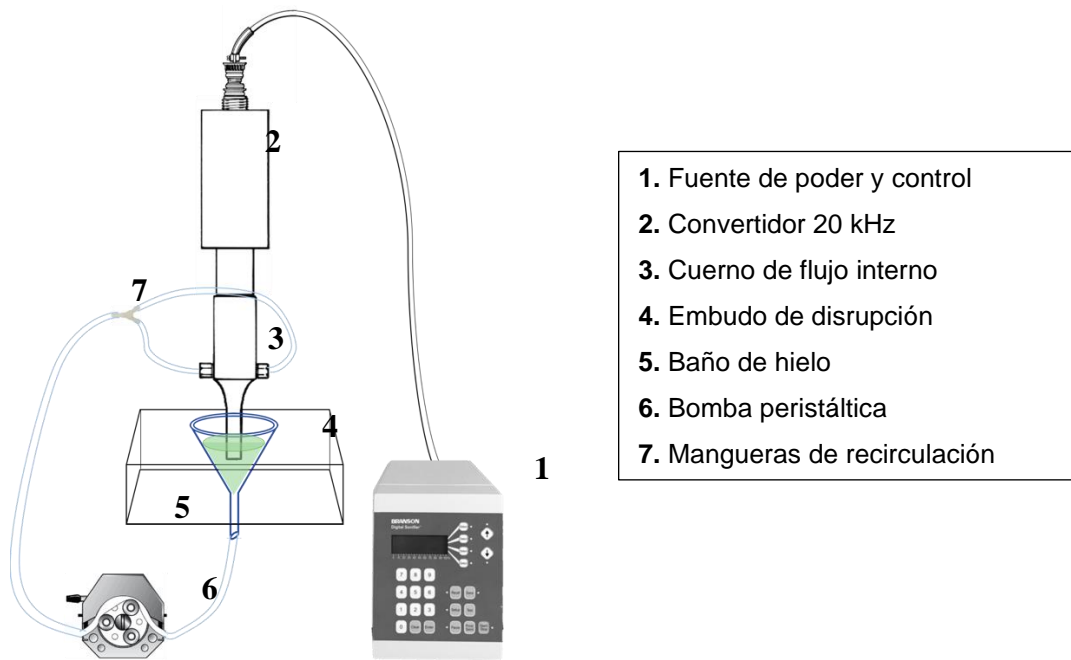 2
7
3
4
5
6
1
BRANSON
Digital Sonifier
7 8 9
4 5 6
1 2 3
0
1. Fuente de poder y control
2. Convertidor 20 kHz
3. Cuerno de flujo interno
4. Embudo de disrupción
5. Baño de hielo
6. Bomba peristáltica
7. Mangueras de recirculación